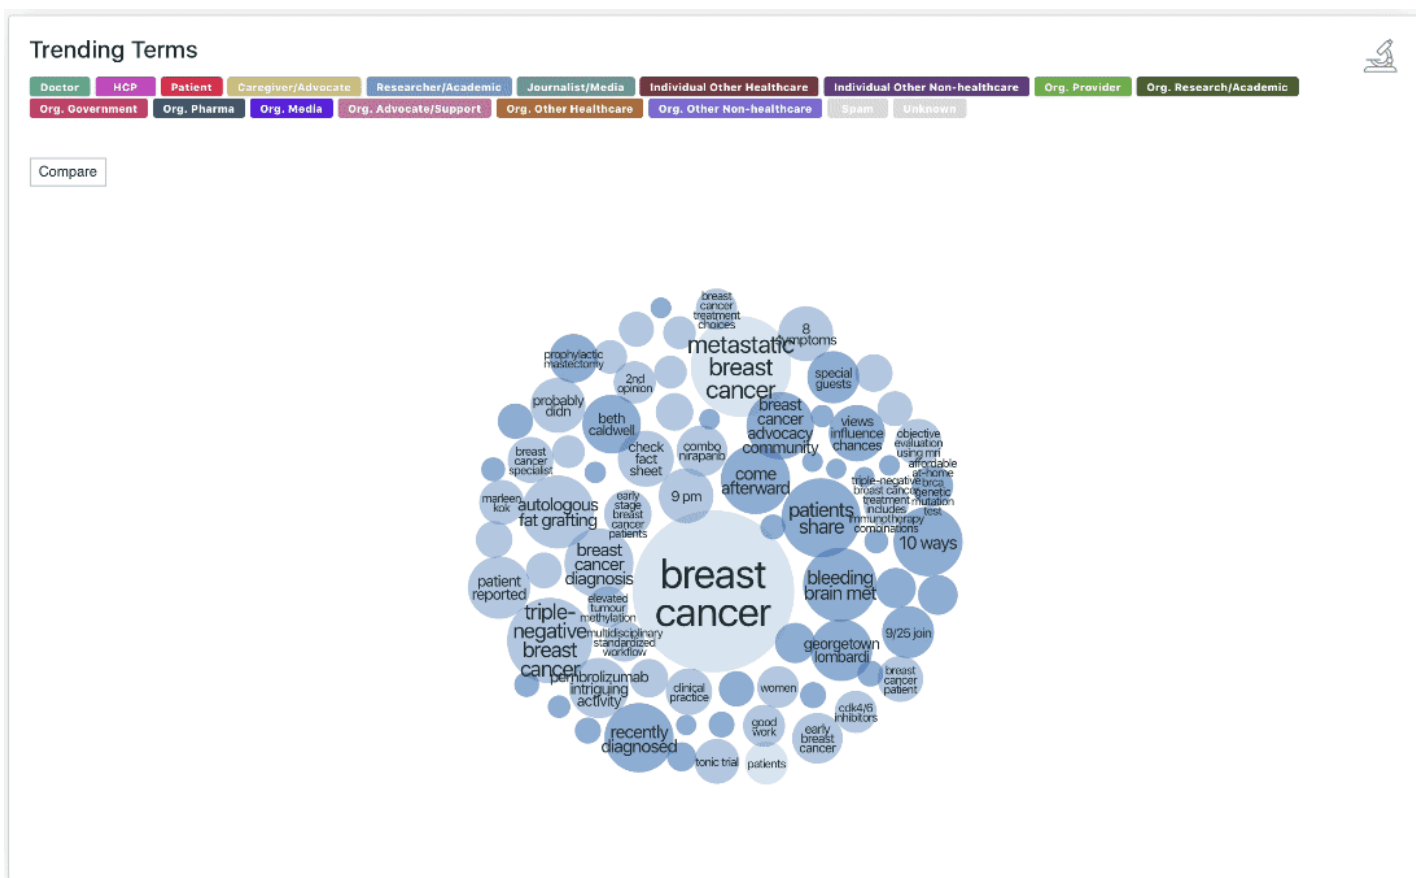 Trending Terms
Doctor HCP Patient Caregiver/Advocate Researcher/Academic Journalist/Media Individual Other Healthcare Individual Other Non-healthcare Org. Provider Org. Research/Academic
Org. Government Org. Pharma Org. Media Org. Advocate/Support Org. Other Healthcare Org. Other Non-healthcare Spam Unknown
Compare
breast
cancer
treatment
choices
8
symptoms
metastatic
breast
cancer
prophylactic
mastectomy
2nd
opinion
special
guests
probably
didn
beth
caldwell
breast
cancer
advocacy
community
views
influence
chances
objective
evaluation
using mri
check
fact
sheet
combo
niraparib
breast
cancer
specialist
affordable
at-home
brca
genetic
mutation
test
come
afterward
triple-negative
breast cancer
treatment
includes
immunotherapy
combinations
marleen
kok
autologous
fat grafting
early
stage
breast
cancer
patients
9 pm
patients
share
10 ways
breast
cancer
diagnosis
breast
cancer
bleeding
brain met
patient
reported
elevated
tumour
methylation
triple-
negative
breast
cancer
multidisciplinary
standardized
workflow
georgetown
lombardi
9/25 join
breast
cancer
patient
pembrolizumab
intriguing
activity
clinical
practice
women
cdk4/6
inhibitors
recently
diagnosed
good
work
early
breast
cancer
tonic trial
patients